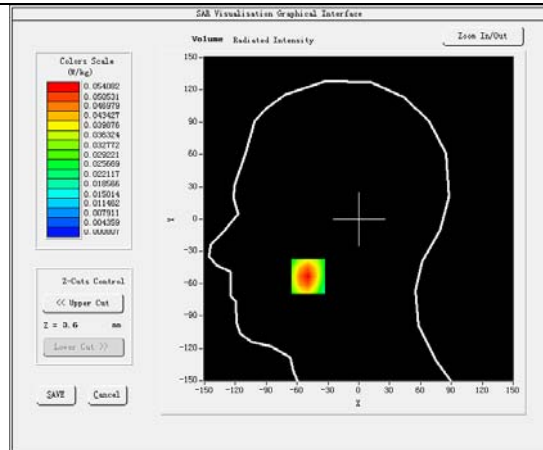 SAR Visualisation Graphical Interface
Volume Radiated Intensity
Zoom In/Out
Colors Scale
(W/kg)
0.054082
0.050531
0.046979
0.043427
0.039876
0.036324
0.032772
0.029221
0.025669
0.022117
0.018566
0.015014
0.011462
0.007911
0.004359
0.000807
Z-Cuts Control
<< Upper Cut
Z = 3.6 mm
Lower Cut >>
SAVE Cancel
150
120
90
60
30
0
-30
-60
-90
-120
-150
Y
-150 -120 -90 -60 -30 0 30 60 90 120 150
X